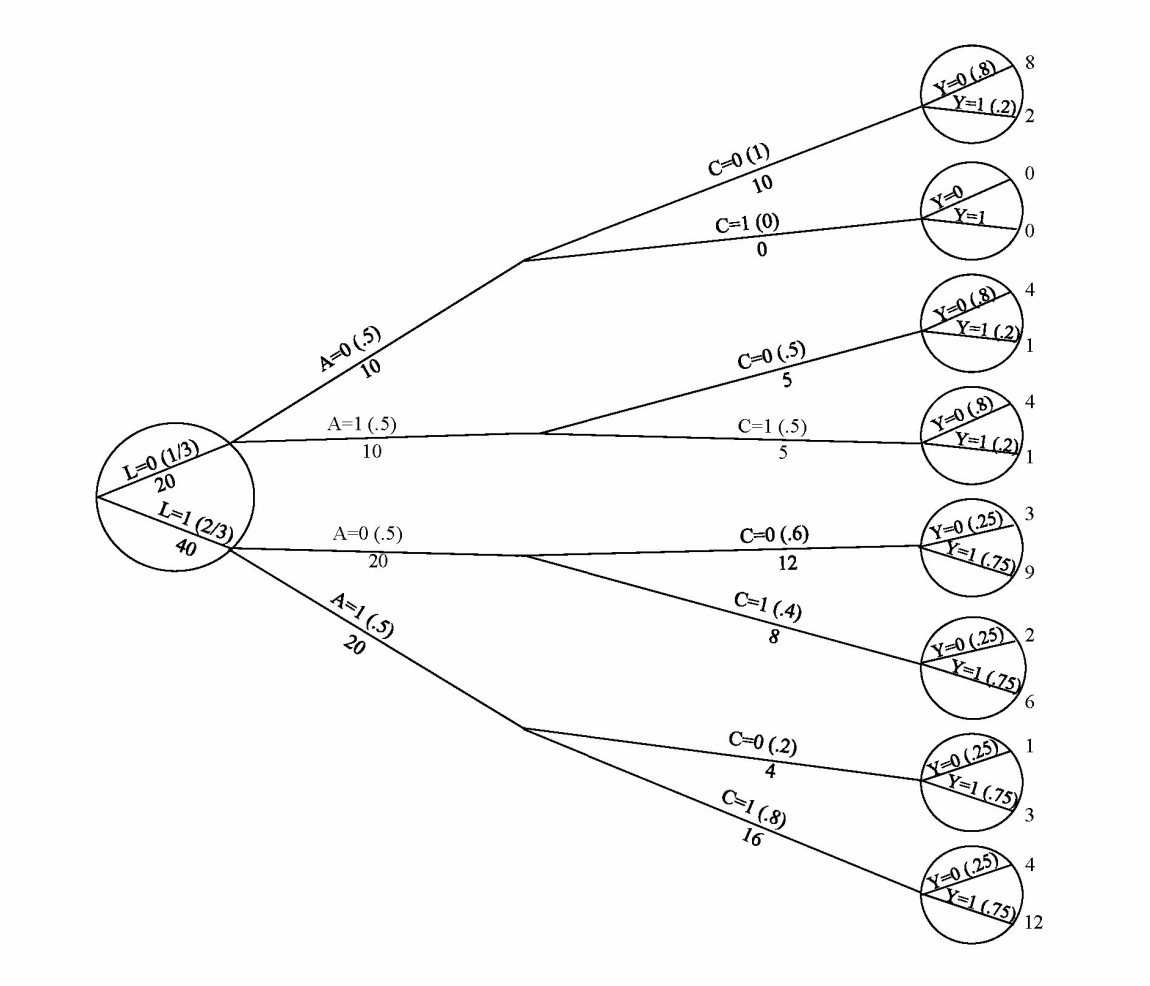 Y=0 (.8) 8
Y=1 (.2) 2
C=0 (1)
10
Y=0 0
Y=1 0
C=1 (0)
0
Y=0 (.8) 4
Y=1 (.2) 1
A=0 (.5)
10
C=0 (.5)
5
Y=0 (.8) 4
Y=1 (.2) 1
A=1 (.5)
10
C=1 (.5)
5
L=0 (1/3)
20
L=1 (2/3)
40
A=0 (.5)
20
C=0 (.6)
12
Y=0 (.25) 3
Y=1 (.75) 9
A=1 (.5)
20
C=1 (.4)
8
Y=0 (.25) 2
Y=1 (.75) 6
C=0 (.2)
4
Y=0 (.25) 1
Y=1 (.75) 3
C=1 (.8)
16
Y=0 (.25) 4
Y=1 (.75) 12